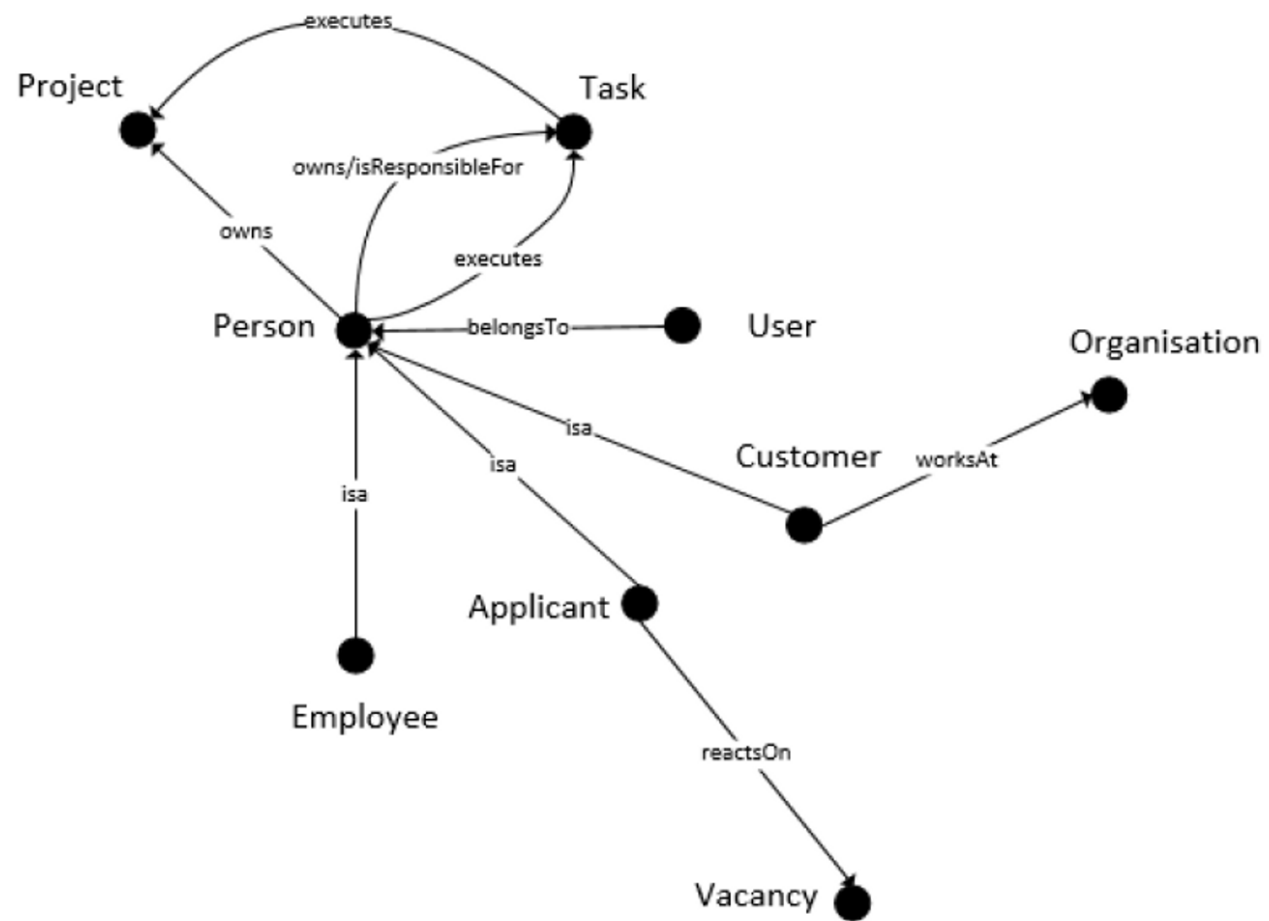 executes
Project
Task
owns/isResponsibleFor
owns
executes
Person
belongsTo
User
Organisation
isa
Customer
worksAt
isa
isa
Applicant
Employee
reactsOn
Vacancy